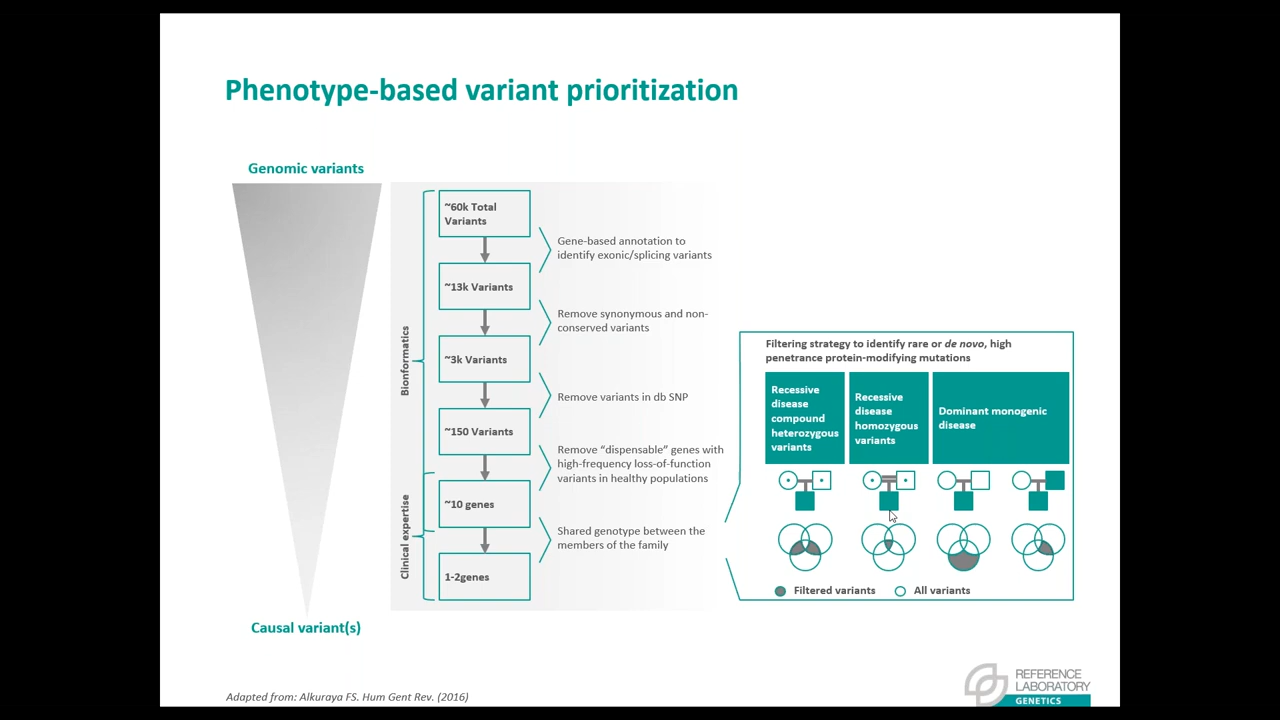 Phenotype-based variant prioritization
Genomic variants
~60k Total
Variants
Gene-based annotation to
identify exonic/splicing variants
~13k Variants
Remove synonymous and non-
conserved variants
~3k Variants
Remove variants in db SNP
~150 Variants
Remove “dispensable” genes with
high-frequency loss-of-function
variants in healthy populations
~10 genes
Shared genotype between the
members of the family
1-2genes
Bionformatics
Clinical expertise
Causal variant(s)
Filtering strategy to identify rare or de novo, high
penetrance protein-modifying mutations
Recessive
disease
compound
heterozygous
variants
Recessive
disease
homozygous
variants
Dominant monogenic
disease
Filtered variants
All variants
Adapted from: Alkuraya FS. Hum Gent Rev. (2016)
REFERENCE
LABORATORY
GENETICS